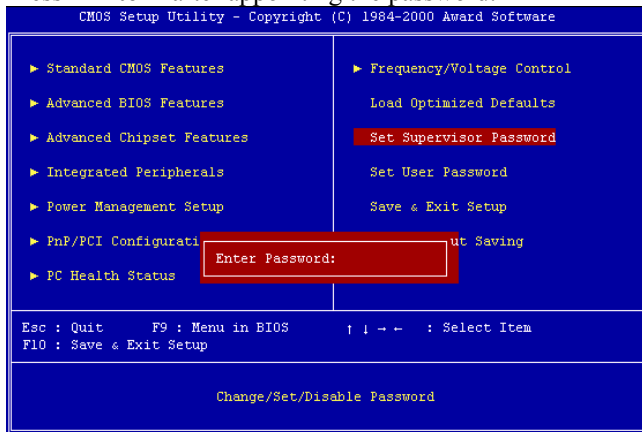 CMOS Setup Utility - Copyright (C) 1984-2000 Award Software
► Standard CMOS Features
► Advanced BIOS Features
► Advanced Chipset Features
► Integrated Peripherals
► Power Management Setup
► PnP/PCI Configurati
► PC Health Status
► Frequency/Voltage Control
Load Optimized Defaults
Set Supervisor Password
Set User Password
Save & Exit Setup
ut Saving
Enter Password:
Esc : Quit F9 : Menu in BIOS ↑ ↓ → ← : Select Item
F10 : Save & Exit Setup
Change/Set/Disable Password